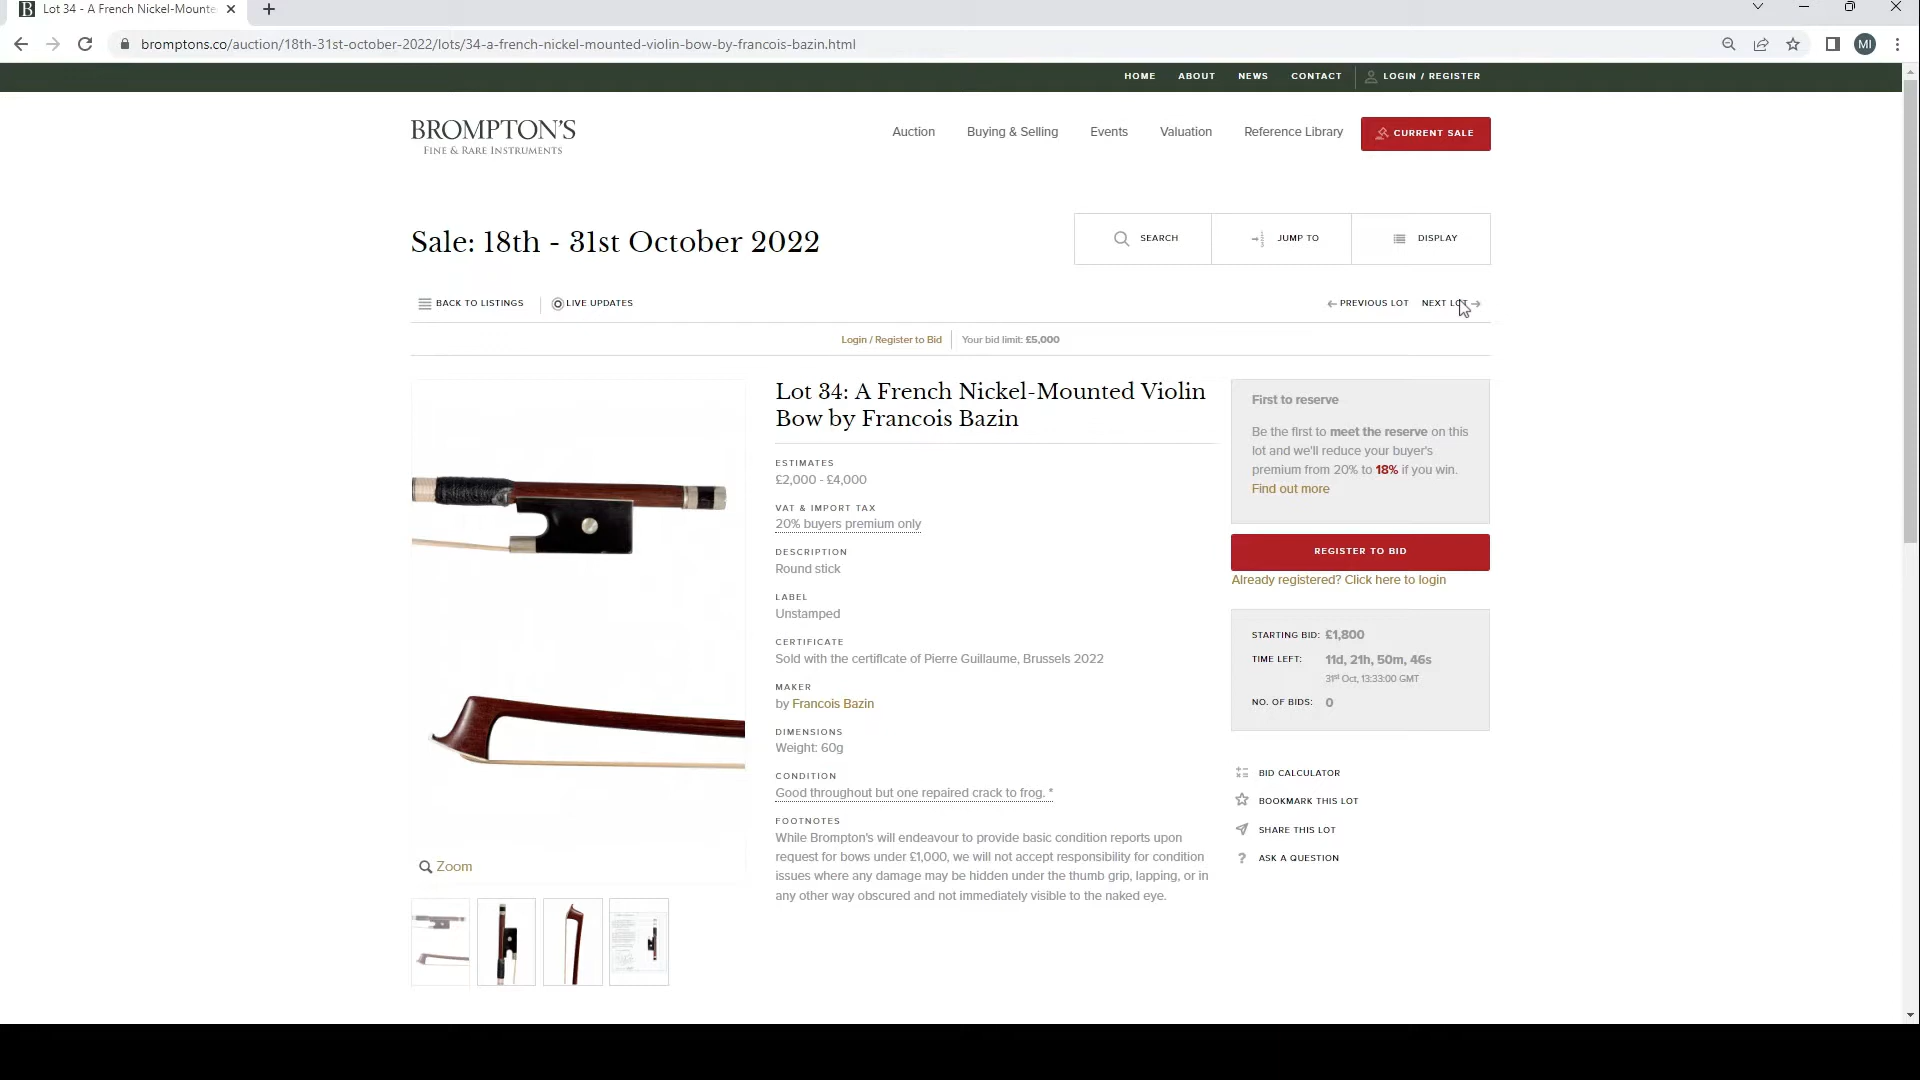 Lot 34 - A French Nickel-Mounte
bromptons.co/auction/18th-31st-october-2022/lots/34-a-french-nickel-mounted-violin-bow-by-francois-bazin.html
MI
HOME ABOUT NEWS CONTACT LOGIN / REGISTER
BROMPTON'S
FINE & RARE INSTRUMENTS
Auction Buying & Selling Events Valuation Reference Library CURRENT SALE
Sale: 18th - 31st October 2022
SEARCH JUMP TO DISPLAY
BACK TO LISTINGS LIVE UPDATES PREVIOUS LOT NEXT LOT
Login / Register to Bid Your bid limit: £5,000
Lot 34: A French Nickel-Mounted Violin
Bow by Francois Bazin
ESTIMATES
£2,000 - £4,000
VAT & IMPORT TAX
20% buyers premium only
DESCRIPTION
Round stick
LABEL
Unstamped
CERTIFICATE
Sold with the certificate of Pierre Guillaume, Brussels 2022
MAKER
by Francois Bazin
DIMENSIONS
Weight: 60g
CONDITION
Good throughout but one repaired crack to frog. *
FOOTNOTES
While Brompton's will endeavour to provide basic condition reports upon
request for bows under £1,000, we will not accept responsibility for condition
issues where any damage may be hidden under the thumb grip, lapping, or in
any other way obscured and not immediately visible to the naked eye.
Zoom
First to reserve
Be the first to meet the reserve on this
lot and we'll reduce your buyer's
premium from 20% to 18% if you win.
Find out more
REGISTER TO BID
Already registered? Click here to login
STARTING BID: £1,800
TIME LEFT: 11d, 21h, 50m, 46s
31st Oct, 13:33:00 GMT
NO. OF BIDS: 0
BID CALCULATOR
BOOKMARK THIS LOT
SHARE THIS LOT
? ASK A QUESTION